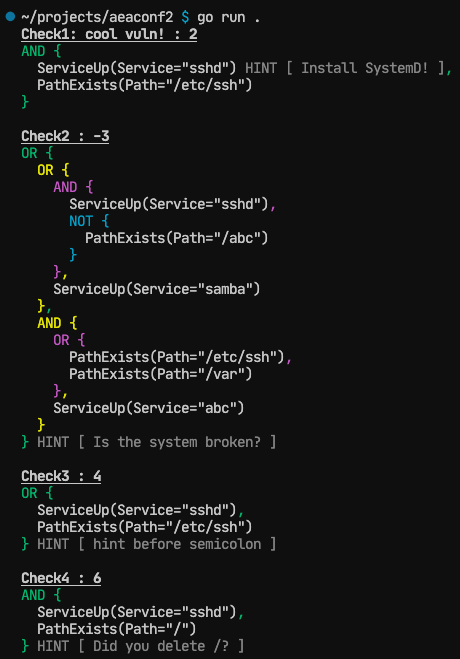 ~/projects/aeaconf2 $ go run .
Check1: cool vuln! : 2
AND {
  ServiceUp(Service="sshd") HINT [ Install SystemD! ],
  PathExists(Path="/etc/ssh")
}

Check2 : -3
OR {
  OR {
    AND {
      ServiceUp(Service="sshd"),
      NOT {
        PathExists(Path="/abc")
      }
    },
    ServiceUp(Service="samba")
  },
  AND {
    OR {
      PathExists(Path="/etc/ssh"),
      PathExists(Path="/var")
    },
    ServiceUp(Service="abc")
  }
} HINT [ Is the system broken? ]

Check3 : 4
OR {
  ServiceUp(Service="sshd"),
  PathExists(Path="/etc/ssh")
} HINT [ hint before semicolon ]

Check4 : 6
AND {
  ServiceUp(Service="sshd"),
  PathExists(Path="/")
} HINT [ Did you delete /? ]